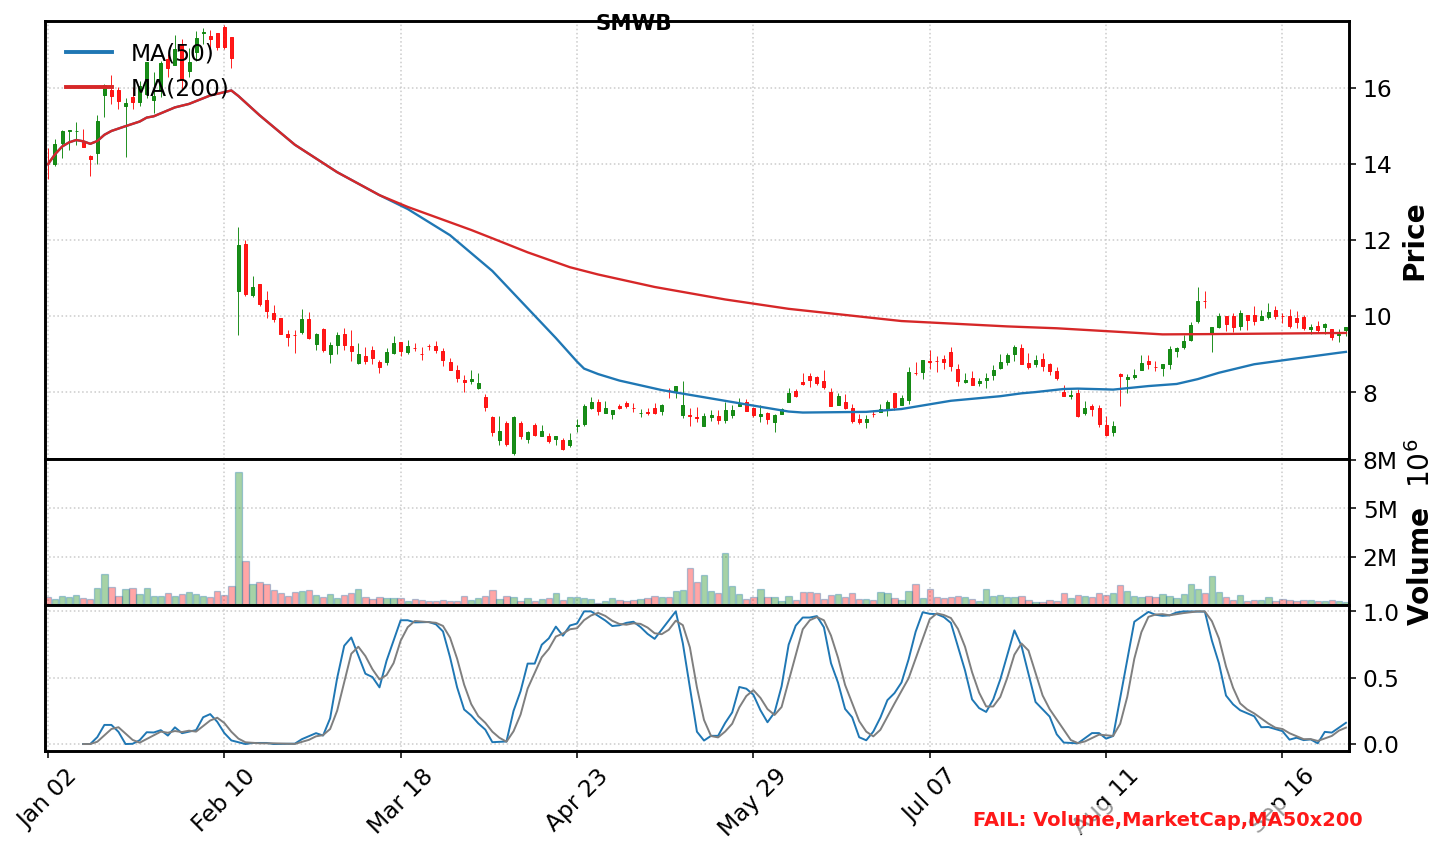 SMWB
MA(50)
MA(200)
16
14
12
10
8
Price
8M
5M
2M
Volume 10^6
1.0
0.5
0.0
Jan 02
Feb 10
Mar 18
Apr 23
May 29
Jul 07
Aug 11
Sep 16
FAIL: Volume,MarketCap,MA50x200